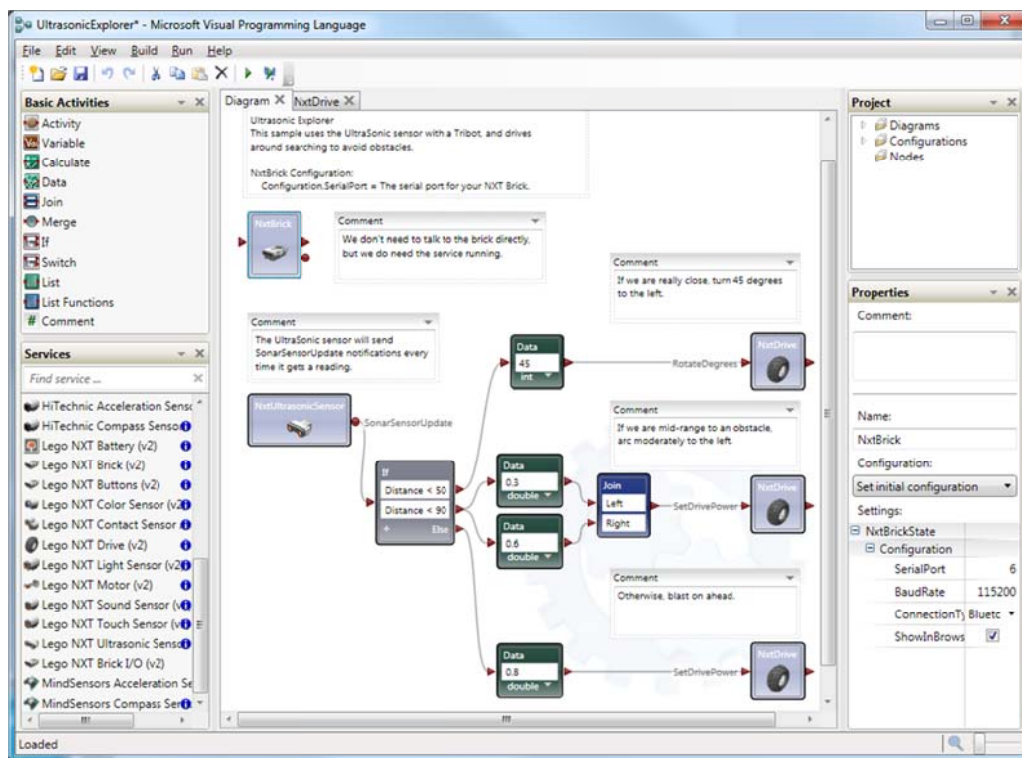 UltrasonicExplorer* - Microsoft Visual Programming Language
File Edit View Build Run Help
Basic Activities
Activity
Variable
Calculate
Data
Join
Merge
If
Switch
List
List Functions
# Comment
Services
Find service ...
HiTechnic Acceleration Senso
HiTechnic Compass Senso
Lego NXT Battery (v2)
Lego NXT Brick (v2)
Lego NXT Buttons (v2)
Lego NXT Color Sensor (v2
Lego NXT Contact Sensor
Lego NXT Drive (v2)
Lego NXT Light Sensor (v2
Lego NXT Motor (v2)
Lego NXT Sound Sensor (v
Lego NXT Touch Sensor (v
Lego NXT Ultrasonic Sens
Lego NXT Brick I/O (v2)
MindSensors Acceleration Se
MindSensors Compass Sen
Diagram NxtDrive
Ultrasonic Explorer
This sample uses the UltraSonic sensor with a Tribot, and drives
around searching to avoid obstacles.
NxtBrick Configuration:
Configuration.SerialPort = The serial port for your NXT Brick.
NxtBrick
Comment
We don't need to talk to the brick directly,
but we do need the service running.
Comment
If we are really close, turn 45 degrees
to the left.
Comment
The UltraSonic sensor will send
SonarSensorUpdate notifications every
time it gets a reading.
Data
45
int
RotateDegrees
NxtDrive
NxtUltrasonicSensor
SonarSensorUpdate
Comment
If we are mid-range to an obstacle,
arc moderately to the left
If
Distance < 50
Distance < 90
+ Else
Data
0.3
double
Data
0.6
double
Join
Left
Right
SetDrivePower
NxtDrive
Comment
Otherwise, blast on ahead.
Data
0.8
double
SetDrivePower
NxtDrive
Project
Diagrams
Configurations
Nodes
Properties
Comment:
Name:
NxtBrick
Configuration:
Set initial configuration
Settings:
NxtBrickState
Configuration
SerialPort 6
BaudRate 115200
ConnectionTy Bluetc
ShowInBrows
Loaded